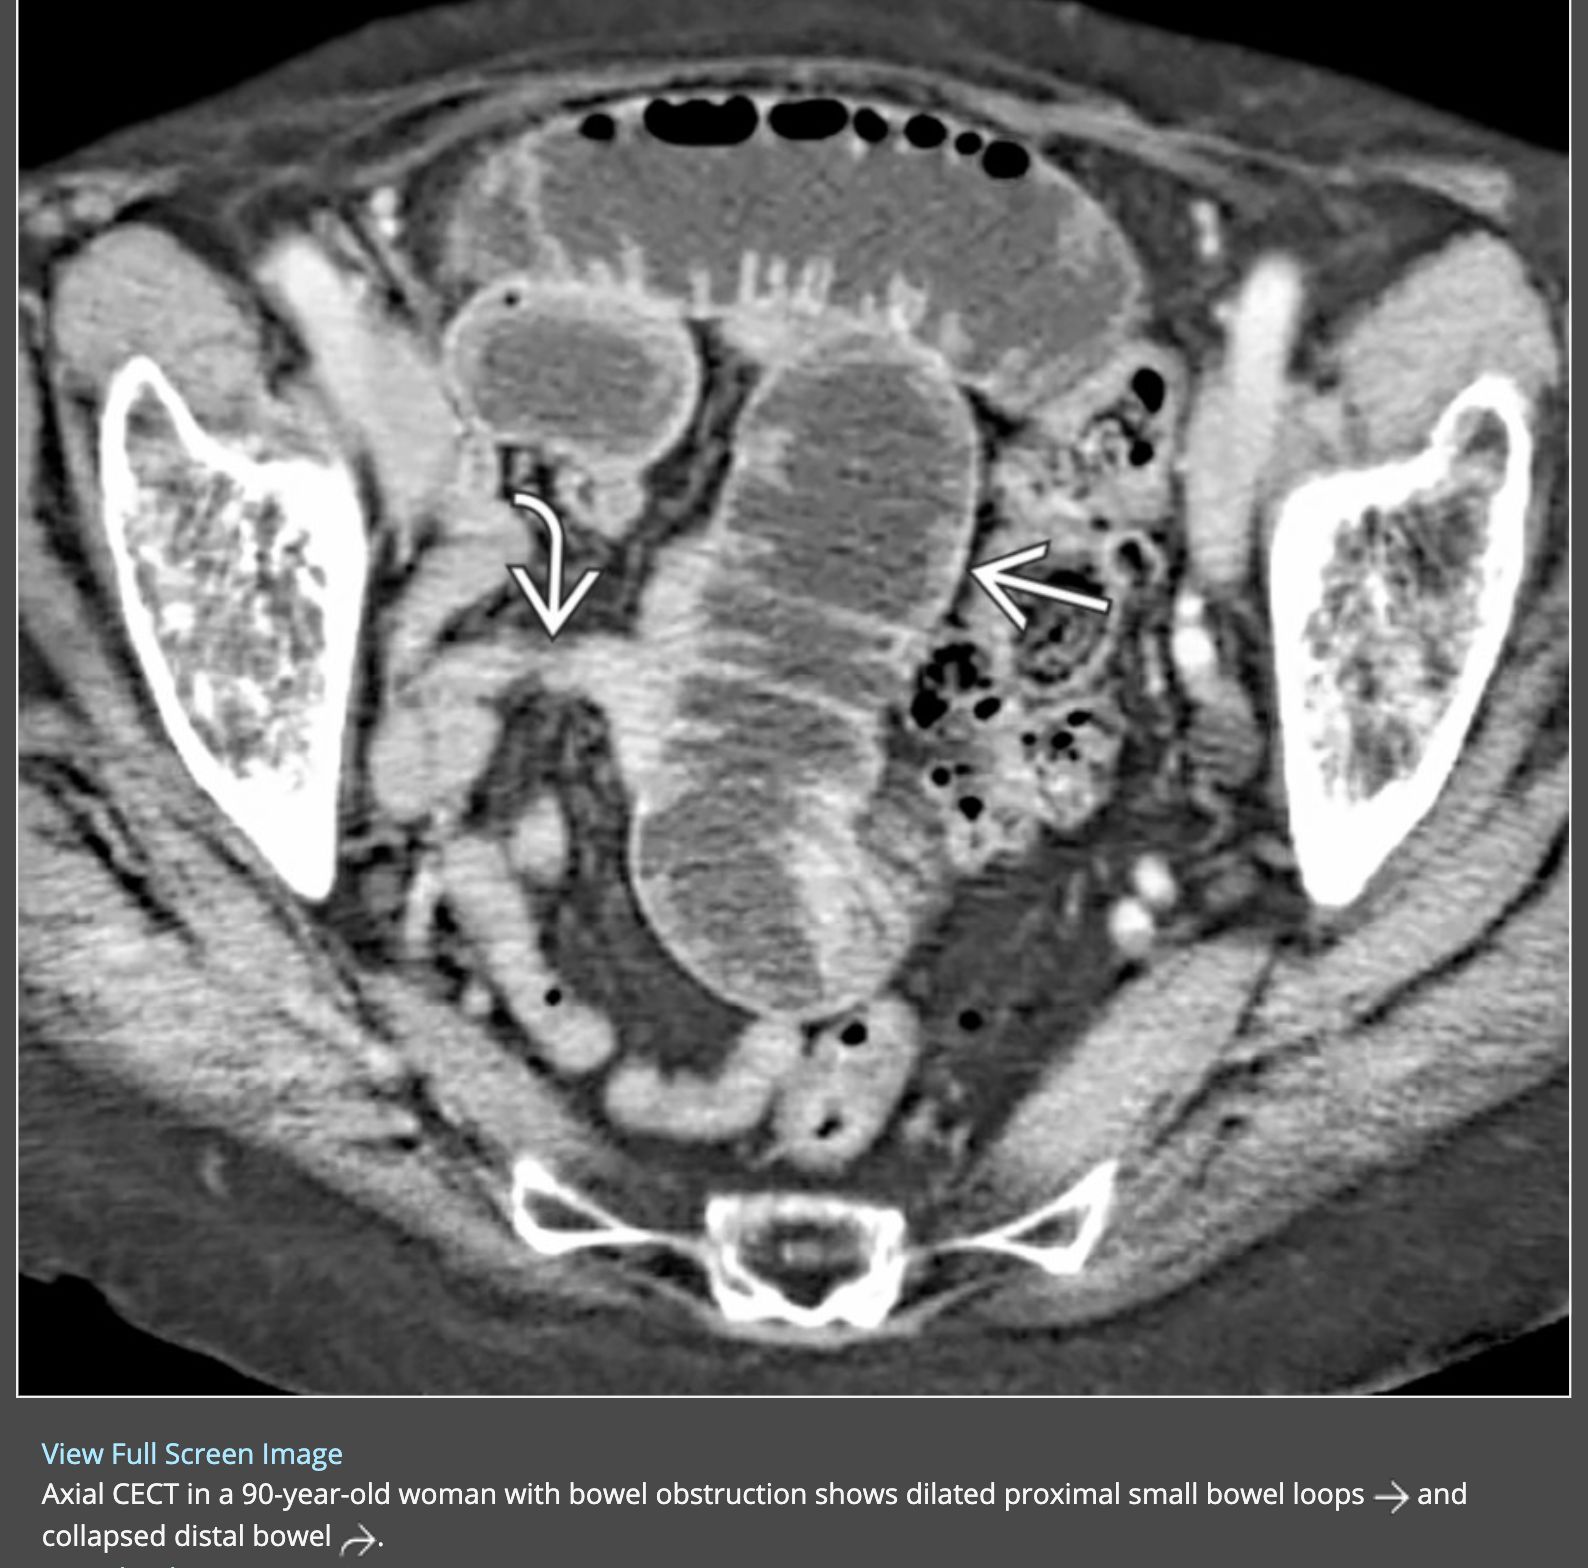 View Full Screen Image
Axial CECT in a 90-year-old woman with bowel obstruction shows dilated proximal small bowel loops and
collapsed distal bowel .